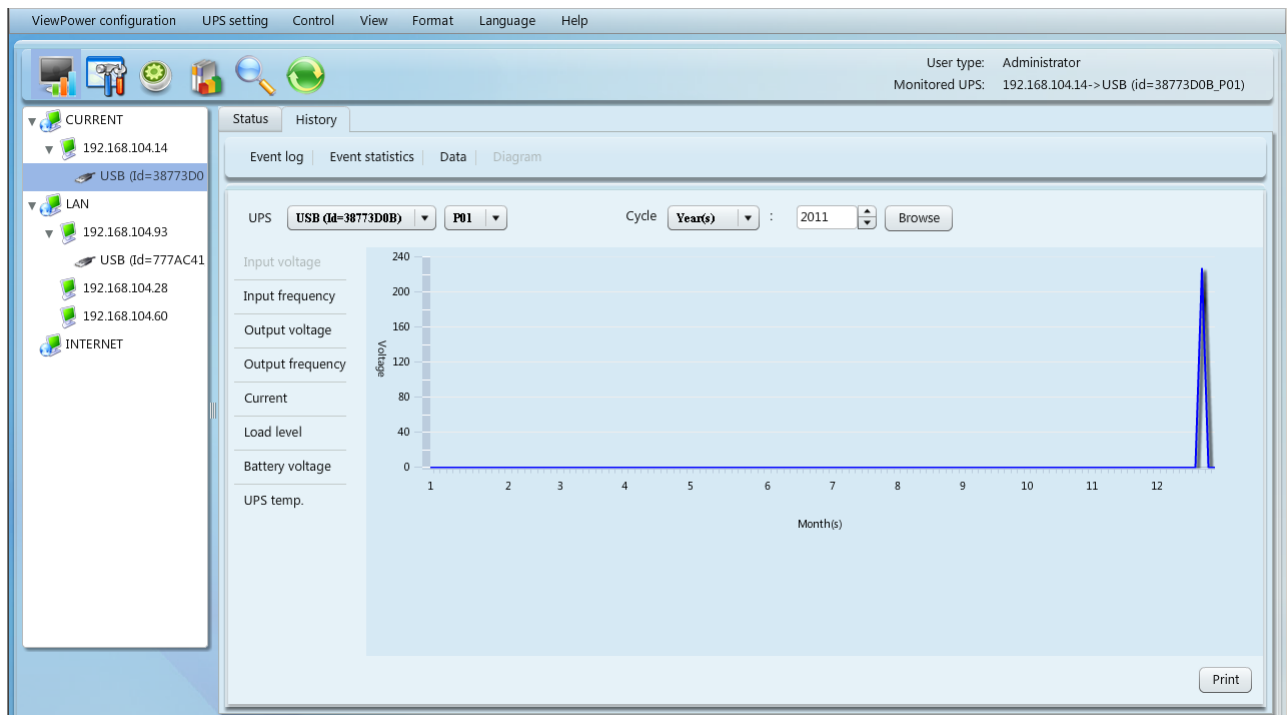 ViewPower configuration UPS setting Control View Format Language Help
User type: Administrator
Monitored UPS: 192.168.104.14->USB (id=38773D0B_P01)
CURRENT
192.168.104.14
USB (Id=38773D0
LAN
192.168.104.93
USB (Id=777AC41
192.168.104.28
192.168.104.60
INTERNET
Status History
Event log Event statistics Data Diagram
UPS USB (Id=38773D0B) P01 Cycle Year(s) : 2011 Browse
Input voltage
Input frequency
Output voltage
Output frequency
Current
Load level
Battery voltage
UPS temp.
Voltage
240
200
160
120
80
40
0
1 2 3 4 5 6 7 8 9 10 11 12
Month(s)
Print